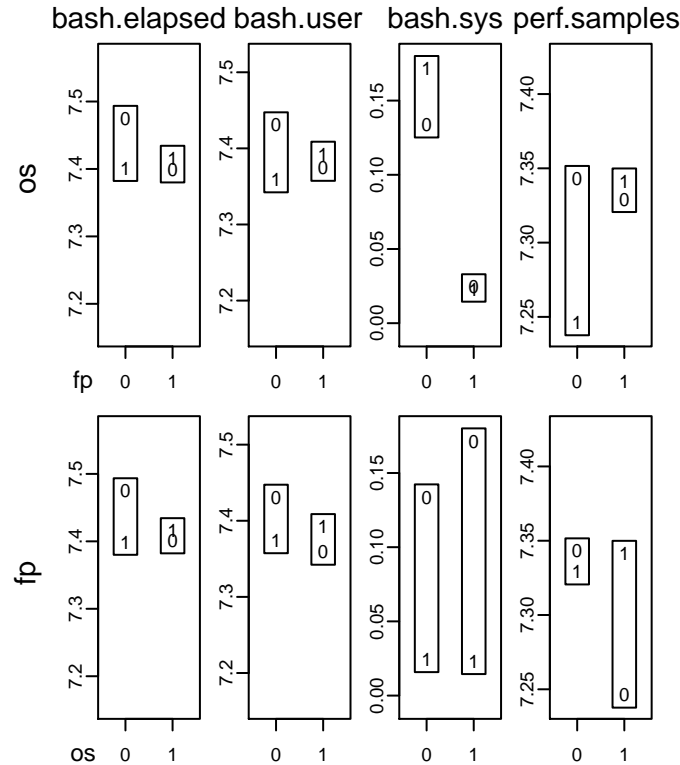 bash.elapsed bash.user bash.sys perf.samples
os
7.5 7.4 7.3 7.2
0 1 1 0
7.5 7.4 7.3 7.2
0 1 1 0
0.15 0.10 0.05 0.00
1 0 0 1
7.40 7.35 7.30 7.25
0 1 1 0
fp 0 1 0 1 0 1 0 1
fp
7.5 7.4 7.3 7.2
0 1 1 0
7.5 7.4 7.3 7.2
0 1 1 0
0.15 0.10 0.05 0.00
0 1 0 1
7.40 7.35 7.30 7.25
0 1 1 0
os 0 1 0 1 0 1 0 1